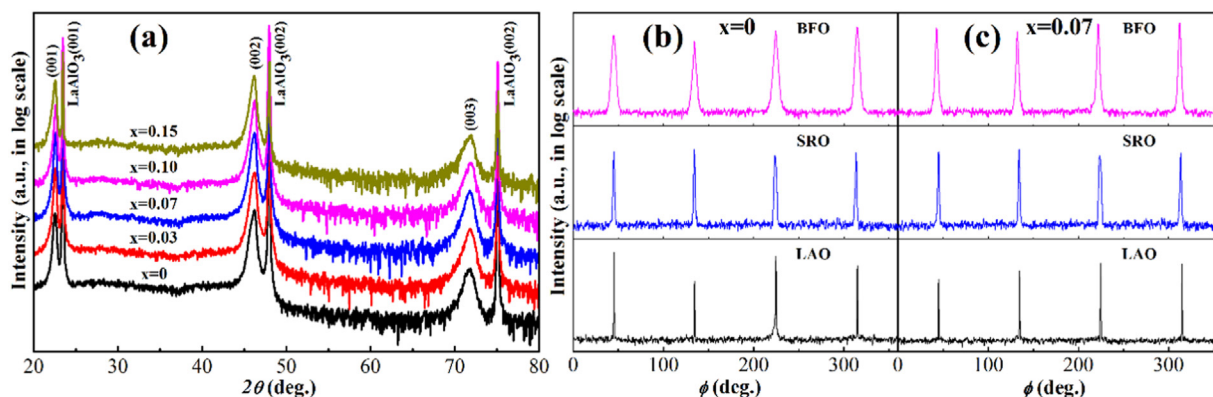 (a)
(001)
LaAlO3(001)
(002)
LaAlO3(002)
(003)
LaAlO3(002)
x=0.15
x=0.10
x=0.07
x=0.03
x=0
Intensity (a.u., in log scale)
20 30 40 50 60 70 80
2θ (deg.)
(b) x=0 BFO
SRO
LAO
Intensity (a.u., in log scale)
0 100 200 300
ϕ (deg.)
(c) x=0.07 BFO
SRO
LAO
0 100 200 300
ϕ (deg.)